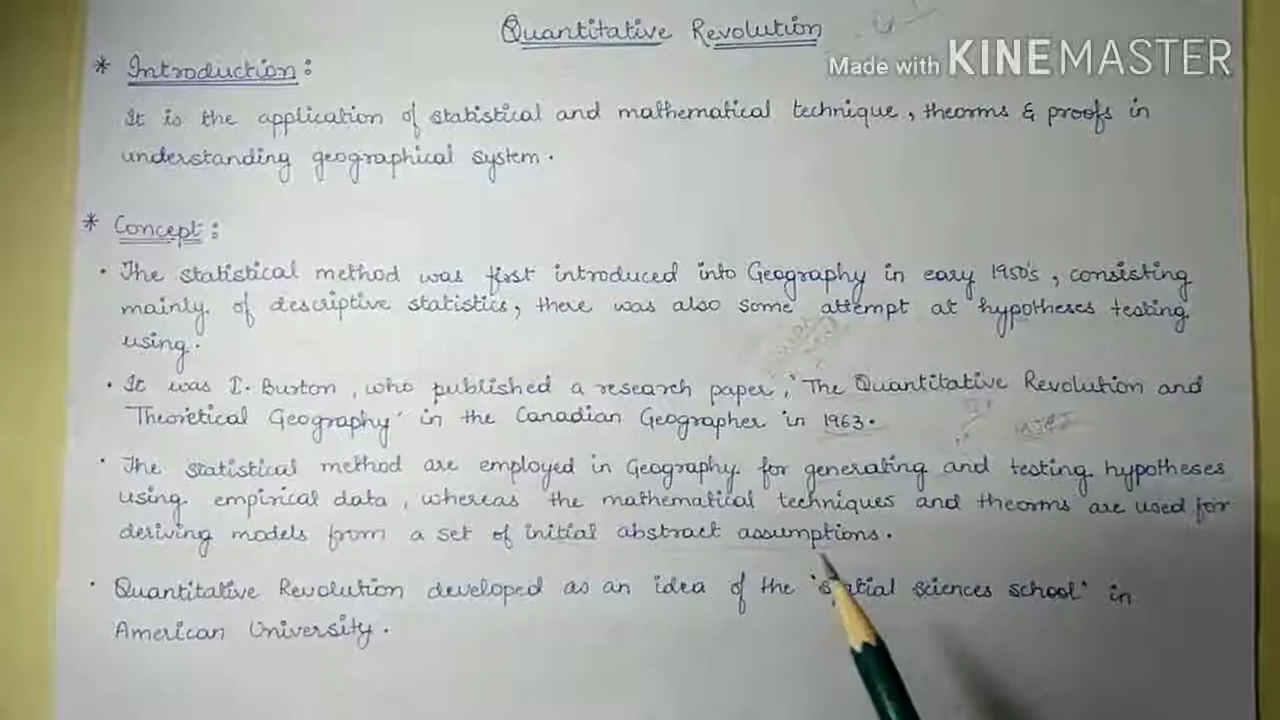 Quantitative Revolution
Made with KINEMASTER
* Introduction :
It is the application of statistical and mathematical technique, theorms & proofs in
understanding geographical system.
* Concept :
• The statistical method was first introduced into Geography in eary 1950's, consisting
mainly of descriptive statistics, there was also some attempt at hypotheses testing
using.
• It was I. Burton, who published a research paper, 'The Quantitative Revolution and
Theoretical Geography' in the Canadian Geographer in 1963.
• The statistical method are employed in Geography for generating and testing hypotheses
using empirical data, whereas the mathematical techniques and theorms are used for
deriving models from a set of initial abstract assumptions.
• Quantitative Revolution developed as an idea of the 'spatial sciences school' in
American University.